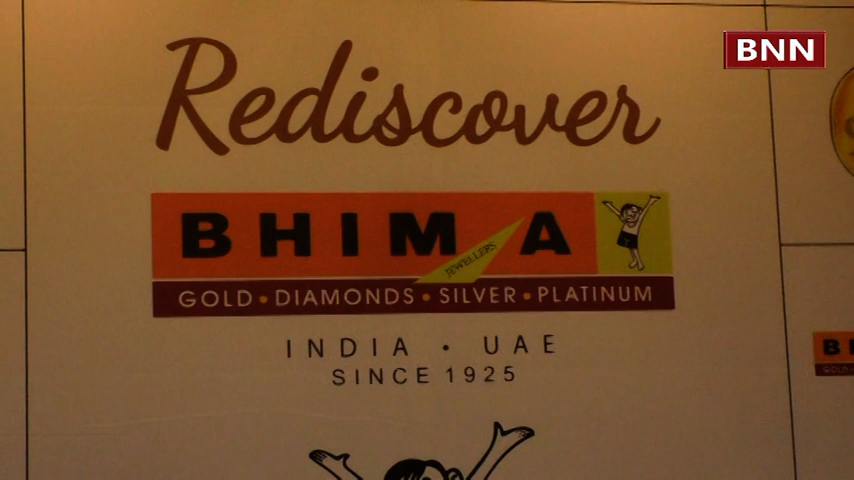 BNN
Rediscover
BHIMA
JEWELLERS
GOLD • DIAMONDS • SILVER • PLATINUM
INDIA • UAE
SINCE 1925